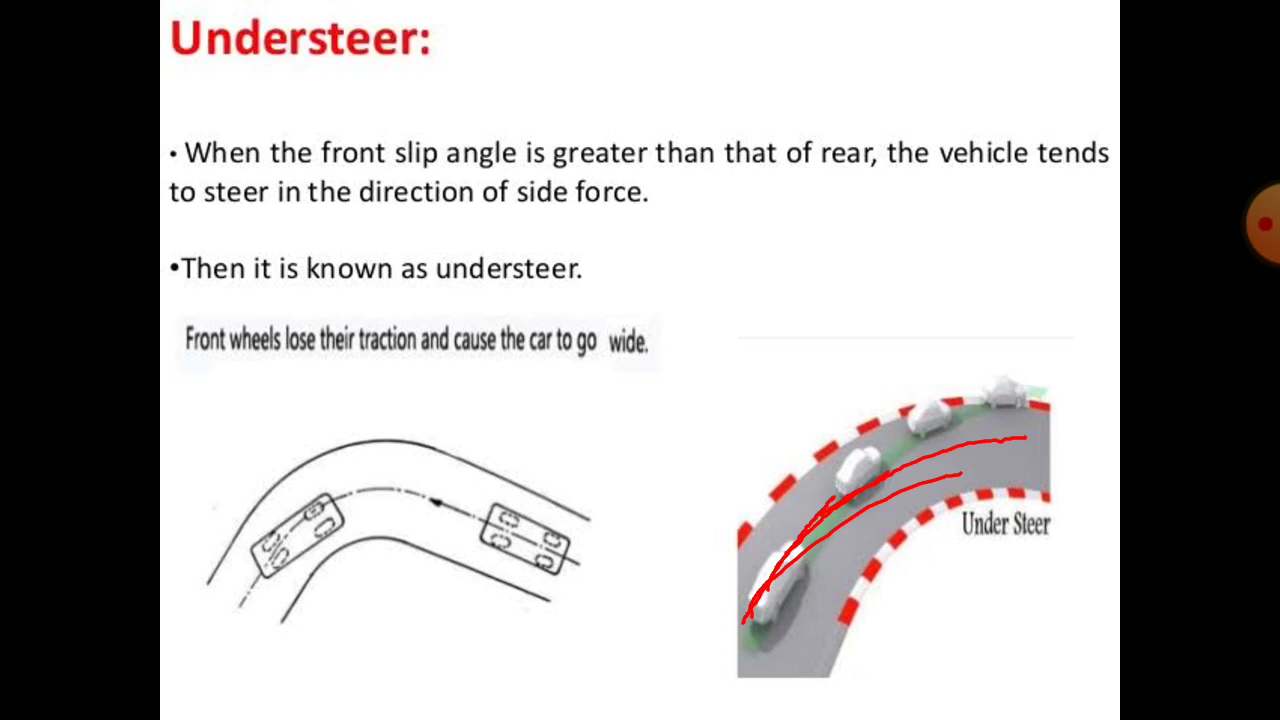 Understeer:
• When the front slip angle is greater than that of rear, the vehicle tends
to steer in the direction of side force.
•Then it is known as understeer.
Front wheels lose their traction and cause the car to go wide.
Under Steer